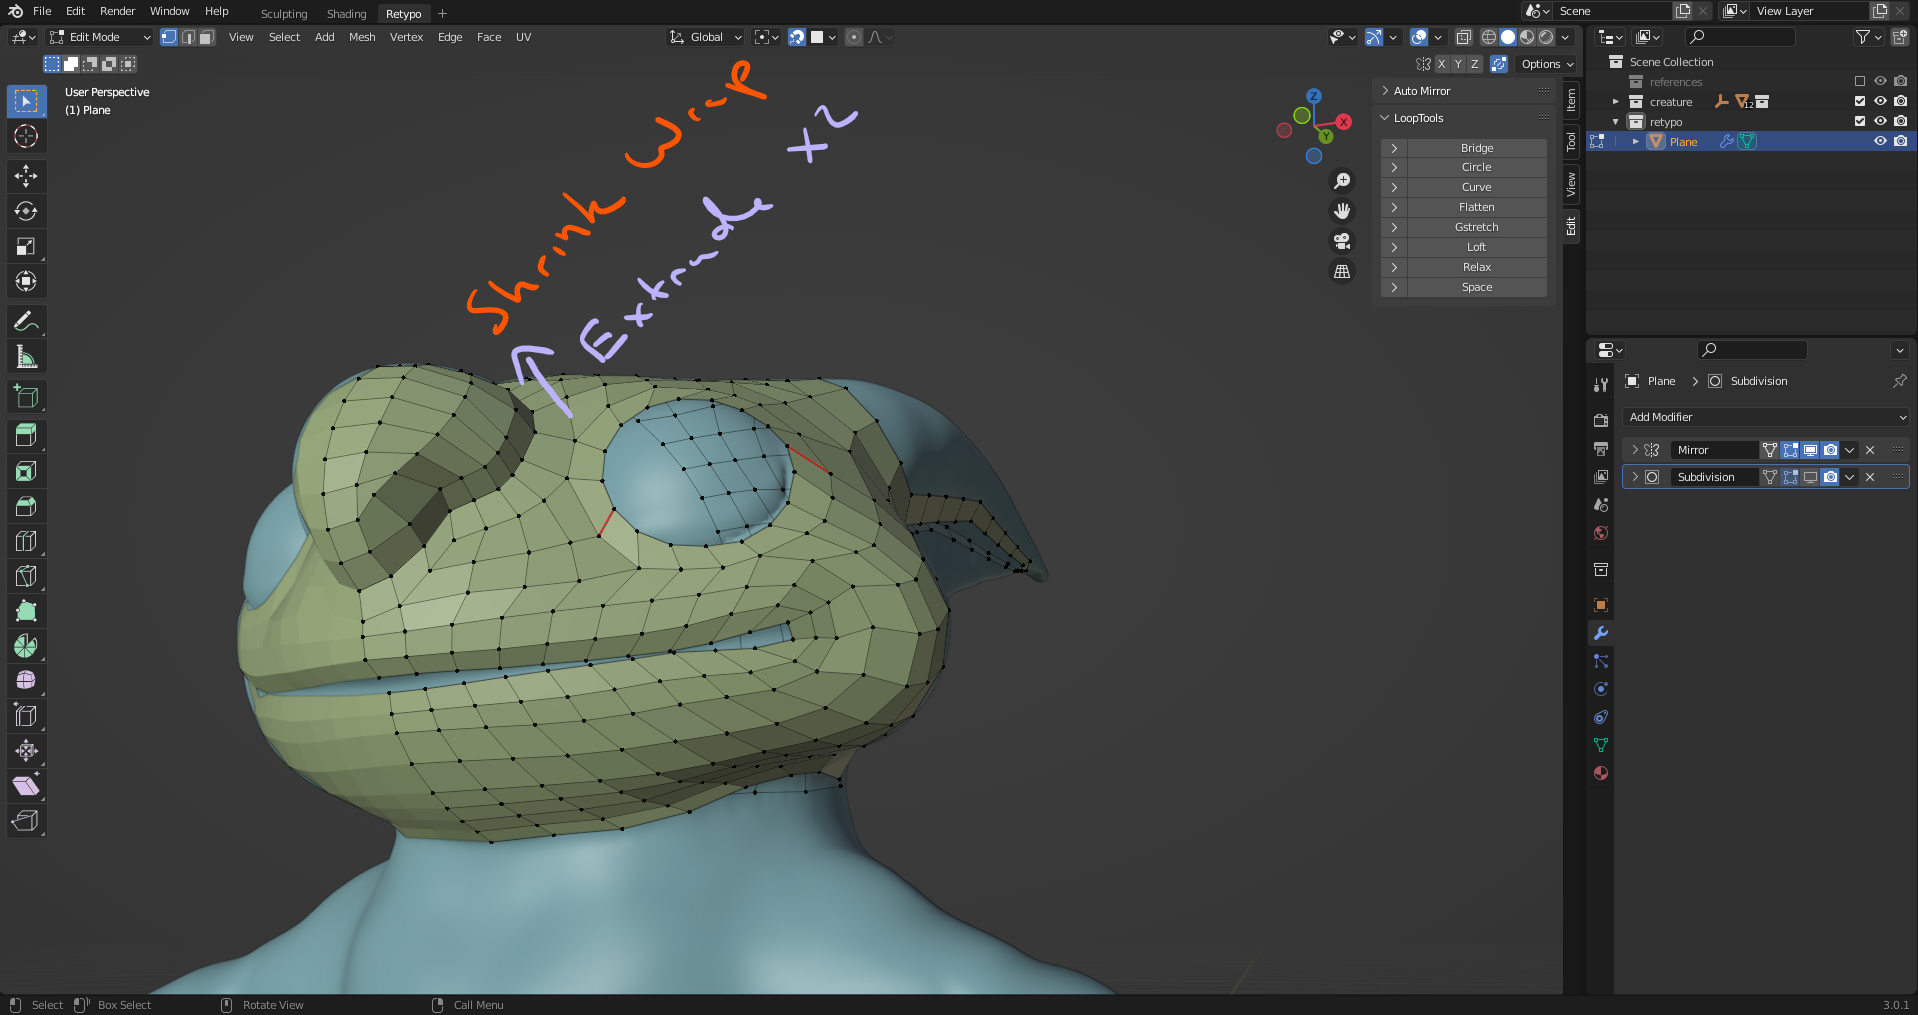 File Edit Render Window Help Sculpting Shading Retypo + Scene View Layer
Edit Mode View Select Add Mesh Vertex Edge Face UV Global
X Y Z Options
User Perspective
(1) Plane
Shrink Wrap
Extrude x2
Z
X
Y
Auto Mirror
LoopTools
Bridge
Circle
Curve
Flatten
Gstretch
Loft
Relax
Space
Item
Tool
View
Edit
Scene Collection
references
creature 12
retypo
Plane
Plane > Subdivision
Add Modifier
Mirror
Subdivision
Select Box Select Rotate View Call Menu 3.0.1